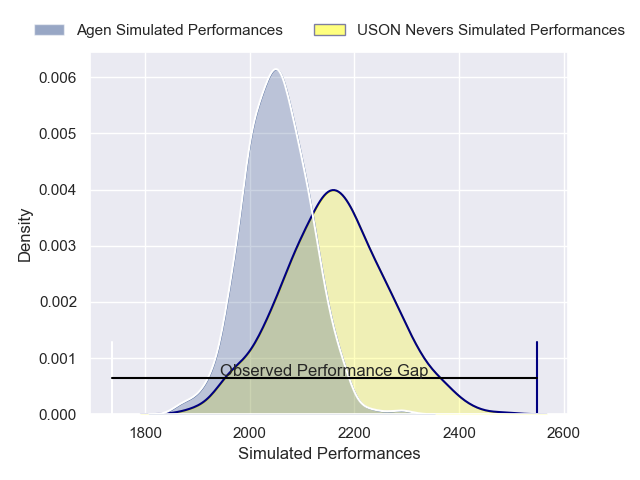 Agen Simulated Performances
USON Nevers Simulated Performances
0.006
0.005
0.004
0.003
0.002
0.001
0.000
Density
Observed Performance Gap
1800
2000
2200
2400
2600
Simulated Performances